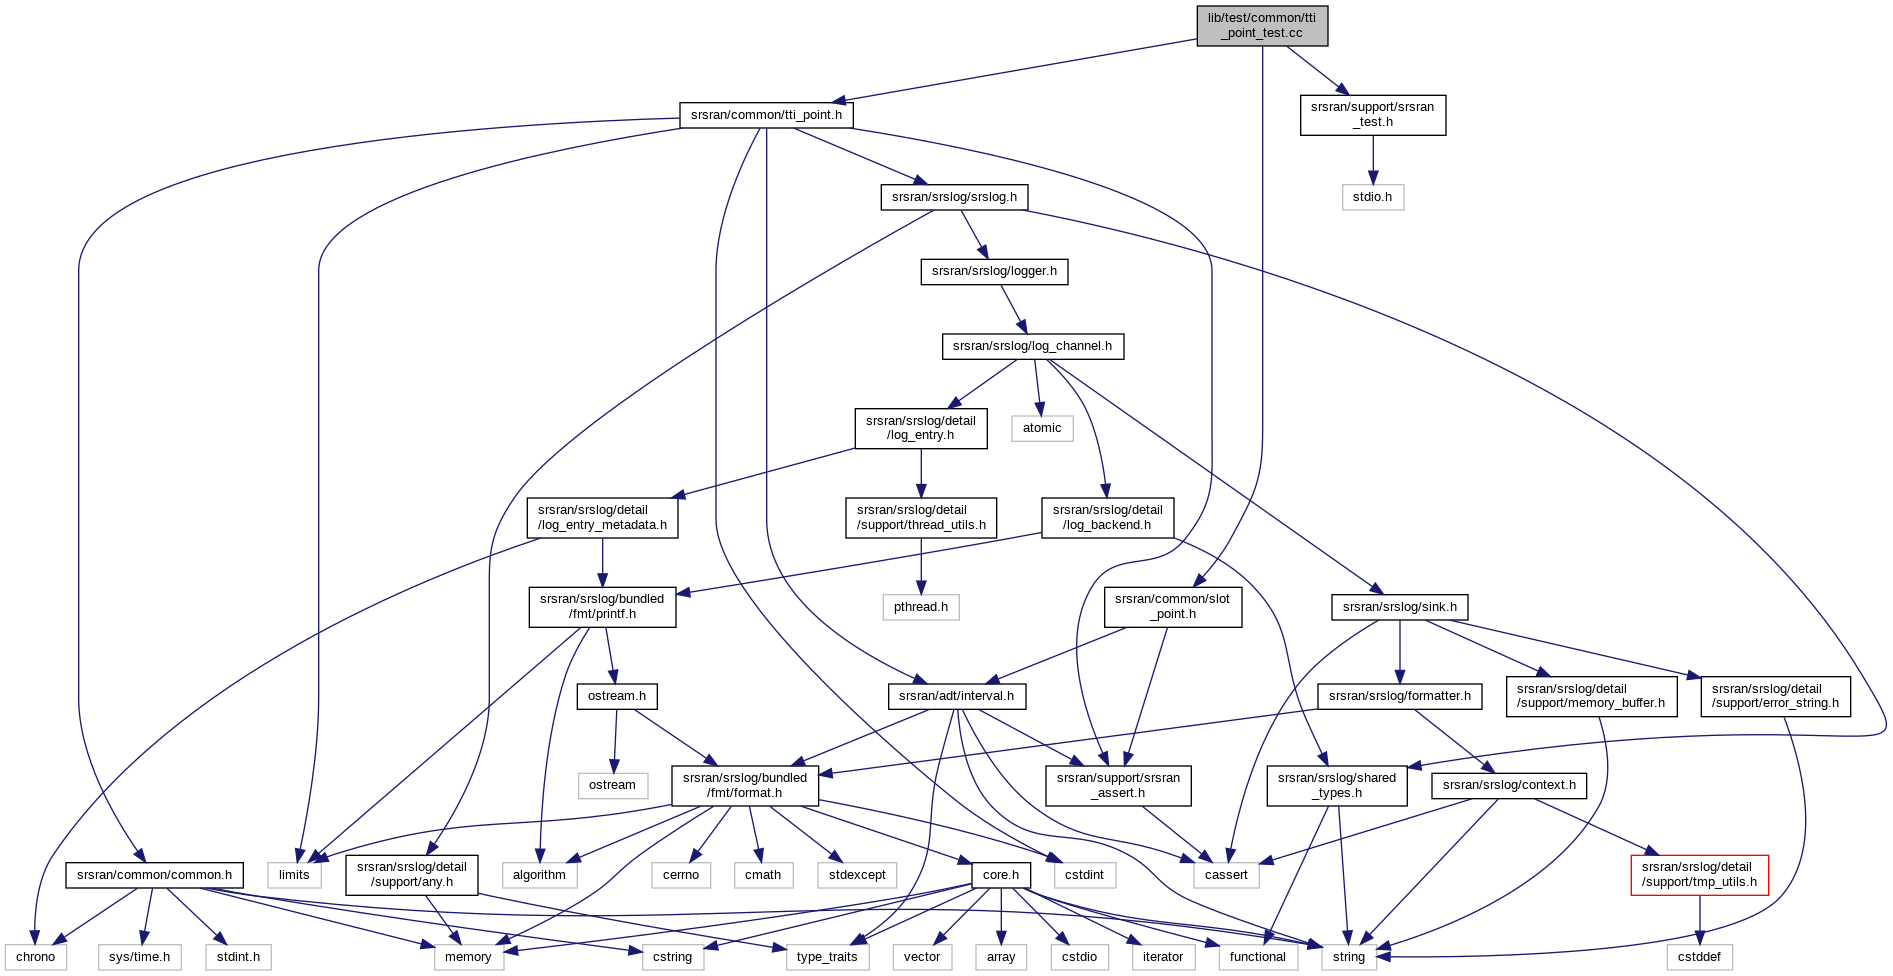 lib/test/common/tti
_point_test.cc
srsran/common/tti_point.h
srsran/support/srsran
_test.h
srsran/srslog/srslog.h
stdio.h
srsran/srslog/logger.h
srsran/srslog/log_channel.h
srsran/srslog/detail
/log_entry.h
atomic
srsran/srslog/detail
/log_entry_metadata.h
srsran/srslog/detail
/support/thread_utils.h
srsran/srslog/detail
/log_backend.h
srsran/srslog/bundled
/fmt/printf.h
pthread.h
srsran/common/slot
_point.h
srsran/srslog/sink.h
ostream.h
srsran/adt/interval.h
srsran/srslog/formatter.h
srsran/srslog/detail
/support/memory_buffer.h
srsran/srslog/detail
/support/error_string.h
ostream
srsran/srslog/bundled
/fmt/format.h
srsran/support/srsran
_assert.h
srsran/srslog/shared
_types.h
srsran/srslog/context.h
srsran/common/common.h
limits
srsran/srslog/detail
/support/any.h
algorithm
cerrno
cmath
stdexcept
core.h
cstdint
cassert
srsran/srslog/detail
/support/tmp_utils.h
chrono
sys/time.h
stdint.h
memory
cstring
type_traits
vector
array
cstdio
iterator
functional
string
cstddef